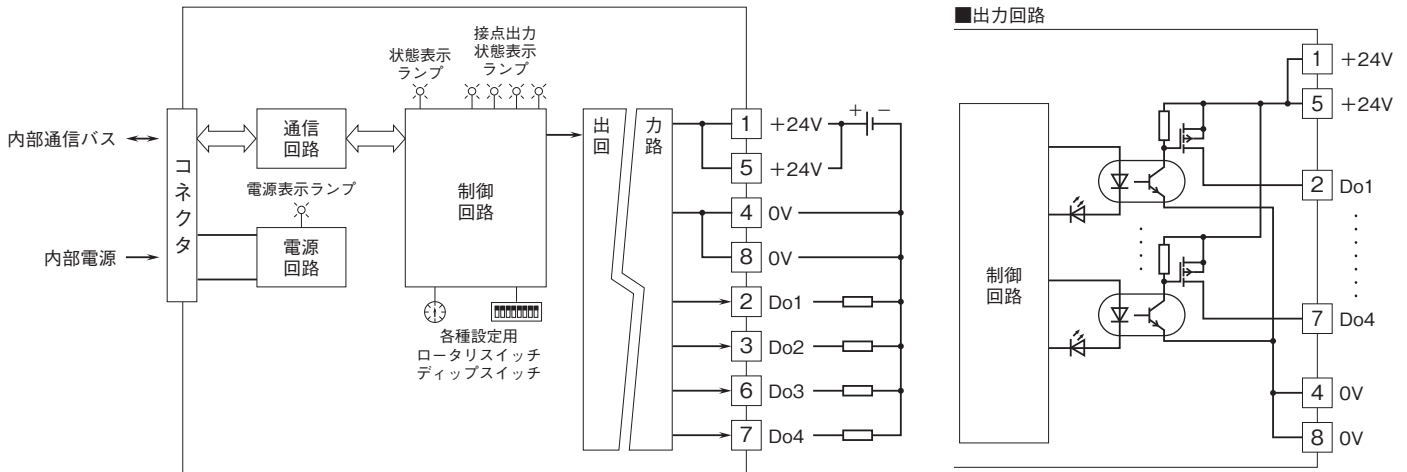 内部通信バス
内部電源
コネクタ
通信
回路
電源表示ランプ
電源
回路
状態表示
ランプ
接点出力
状態表示
ランプ
制御
回路
各種設定用
ロータリスイッチ
ディップスイッチ
出力
回路
1 +24V + −
5 +24V
4 0V
8 0V
2 Do1
3 Do2
6 Do3
7 Do4
■出力回路
制御
回路
1 +24V
5 +24V
2 Do1
7 Do4
4 0V
8 0V